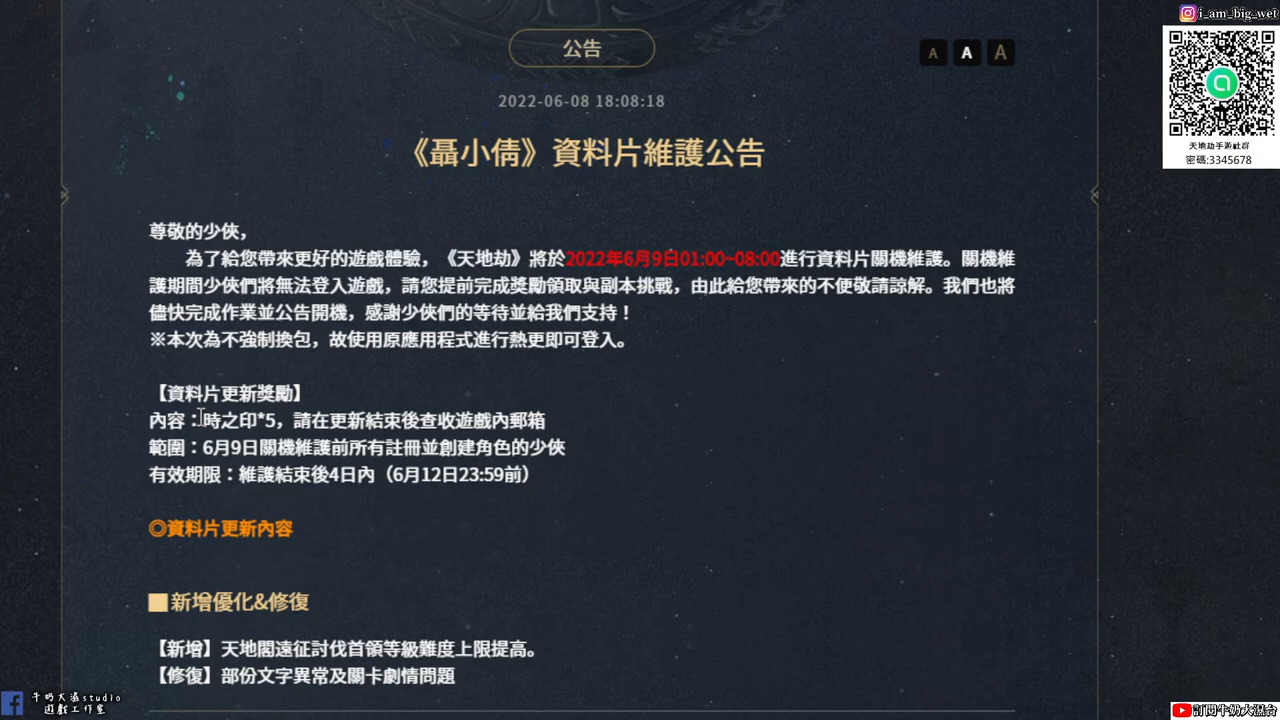 公告
A A A
i_am_big_wet
2022-06-08 18:08:18
天地劫手遊社群
密碼:3345678
《聶小倩》資料片維護公告
尊敬的少俠，
為了給您帶來更好的遊戲體驗，《天地劫》將於2022年6月9日01:00~08:00進行資料片關機維護。關機維
護期間少俠們將無法登入遊戲，請您提前完成獎勵領取與副本挑戰，由此給您帶來的不便敬請諒解。我們也將
儘快完成作業並公告開機，感謝少俠們的等待並給我們支持！
※本次為不強制換包，故使用原應用程式進行熱更即可登入。
【資料片更新獎勵】
內容：時之印*5，請在更新結束後查收遊戲內郵箱
範圍：6月9日關機維護前所有註冊並創建角色的少俠
有效期限：維護結束後4日內（6月12日23:59前）
◎資料片更新內容
■新增優化&修復
【新增】天地閣遠征討伐首領等級難度上限提高。
【修復】部份文字異常及關卡劇情問題
牛奶大濕studio
遊戲工作室
訂閱牛奶大濕台